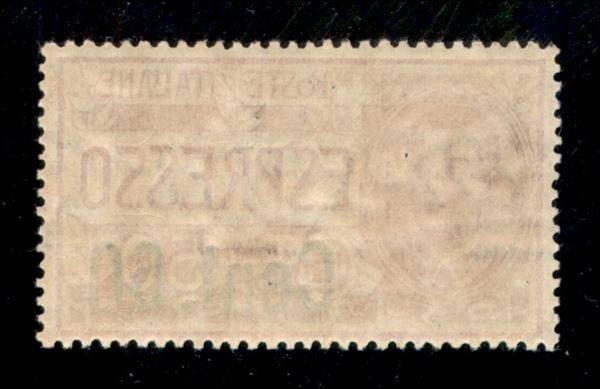 POSTE ITALIANE
ESPRESSO
Cent. 60